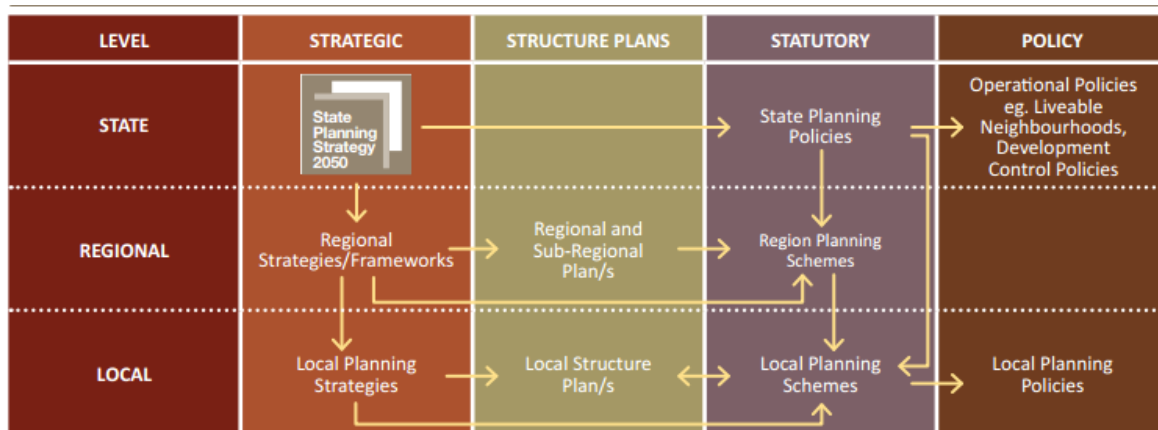 LEVEL
STRATEGIC
STRUCTURE PLANS
STATUTORY
POLICY
STATE
State
Planning
Strategy
2050
State Planning
Policies
Operational Policies
eg. Liveable
Neighbourhoods,
Development
Control Policies
REGIONAL
Regional
Strategies/Frameworks
Regional and
Sub-Regional
Plan/s
Region Planning
Schemes
LOCAL
Local Planning
Strategies
Local Structure
Plan/s
Local Planning
Schemes
Local Planning
Policies